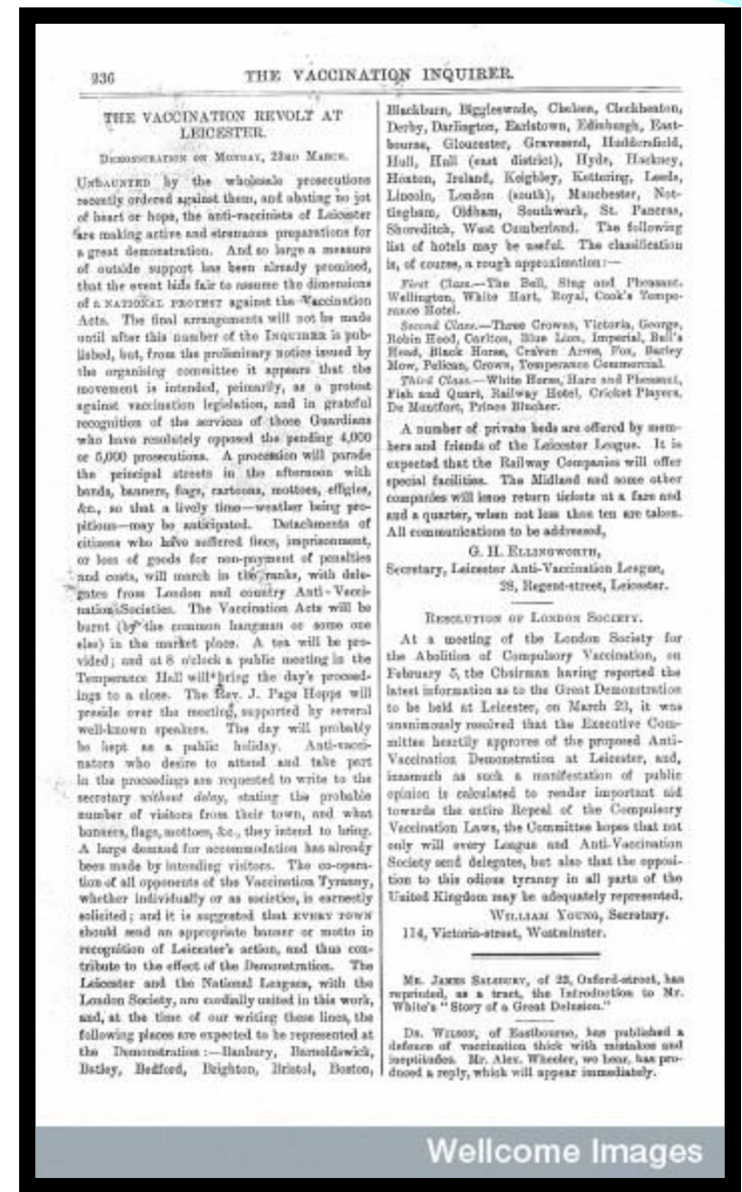 236
THE VACCINATION INQUIRER.
THE VACCINATION REVOLT AT
LEICESTER.
DEMONSTRATION ON MONDAY, 23RD MARCH.
UNDAUNTED by the wholesale prosecutions
recently ordered against them, and abating no jot
of heart or hope, the anti-vaccinists of Leicester
are making active and strenuous preparations for
a great demonstration. And so large a measure
of outside support has been already promised,
that the event bids fair to assume the dimensions
of a NATIONAL PROTEST against the Vaccination
Acts. The final arrangements will not be made
until after this number of the INQUIRER is pub-
lished, but, from the preliminary notice issued by
the organising committee it appears that the
movement is intended, primarily, as a protest
against vaccination legislation, and in grateful
recognition of the services of those Guardians
who have resolutely opposed the pending 4,000
or 5,000 prosecutions. A procession will parade
the principal streets in the afternoon with
bands, banners, flags, cartoons, mottoes, effigies,
&c., so that a lively time—weather being pro-
pitious—may be anticipated. Detachments of
citizens who have suffered fines, imprisonment,
or loss of goods for non-payment of penalties
and costs, will march in the ranks, with dele-
gates from London and country Anti-Vacci-
nation Societies. The Vaccination Acts will be
burnt (by the common hangman or some one
else) in the market place. A tea will be pro-
vided; and at 8 o'clock a public meeting in the
Temperance Hall will bring the day's proceed-
ings to a close. The Rev. J. Page Hopps will
preside over the meeting, supported by several
well-known speakers. The day will probably
be kept as a public holiday. Anti-vacci-
nators who desire to attend and take part
in the proceedings are requested to write to the
secretary without delay, stating the probable
number of visitors from their town, and what
banners, flags, mottoes, &c., they intend to bring.
A large demand for accommodation has already
been made by intending visitors. The co-opera-
tion of all opponents of the Vaccination Tyranny,
whether individually or as societies, is earnestly
solicited; and it is suggested that EVERY TOWN
should send an appropriate banner or motto in
recognition of Leicester's action, and thus con-
tribute to the effect of the Demonstration. The
Leicester and the National Leagues, with the
London Society, are cordially united in this work,
and, at the time of our writing these lines, the
following places are expected to be represented at
the Demonstration:—Banbury, Barnoldswick,
Batley, Bedford, Brighton, Bristol, Boston,
Blackburn, Biggleswade, Chelsea, Cleckheaton,
Derby, Darlington, Earlstown, Edinburgh, East-
bourne, Gloucester, Gravesend, Huddersfield,
Hull, Hull (east district), Hyde, Hackney,
Hoxton, Ireland, Keighley, Kettering, Leeds,
Lincoln, London (south), Manchester, Not-
tingham, Oldham, Southwark, St. Pancras,
Shoreditch, West Cumberland. The following
list of hotels may be useful. The classification
is, of course, a rough approximation:—
First Class.—The Bell, Stag and Pheasant,
Wellington, White Hart, Royal, Cook's Tempe-
rance Hotel.
Second Class.—Three Crowns, Victoria, George,
Robin Hood, Carlton, Blue Lion, Imperial, Bull's
Head, Black Horse, Craven Arms, Fox, Barley
Mow, Pelican, Crown, Temperance Commercial.
Third Class.—White Horse, Hare and Pheasant,
Fish and Quart, Railway Hotel, Cricket Players,
De Montfort, Prince Blucher.
A number of private beds are offered by mem-
bers and friends of the Leicester League. It is
expected that the Railway Companies will offer
special facilities. The Midland and some other
companies will issue return tickets at a fare and
and a quarter, when not less than ten are taken.
All communications to be addressed,
G. H. ELLINGWORTH,
Secretary, Leicester Anti-Vaccination League,
28, Regent-street, Leicester.
RESOLUTION OF LONDON SOCIETY.
At a meeting of the London Society for
the Abolition of Compulsory Vaccination, on
February 5, the Chairman having reported the
latest information as to the Great Demonstration
to be held at Leicester, on March 23, it was
unanimously resolved that the Executive Com-
mittee heartily approves of the proposed Anti-
Vaccination Demonstration at Leicester, and,
inasmuch as such a manifestation of public
opinion is calculated to render important aid
towards the entire Repeal of the Compulsory
Vaccination Laws, the Committee hopes that not
only will every League and Anti-Vaccination
Society send delegates, but also that the opposi-
tion to this odious tyranny in all parts of the
United Kingdom may be adequately represented.
WILLIAM YOUNG, Secretary.
114, Victoria-street, Westminster.
MR. JAMES SALSBURY, of 23, Oxford-street, has
reprinted, as a tract, the Introduction to Mr.
White's "Story of a Great Delusion."
DR. WILSON, of Eastbourne, has published a
defence of vaccination thick with mistakes and
ineptitudes. Mr. Alex. Wheeler, we hear, has pro-
duced a reply, which will appear immediately.
Wellcome Images